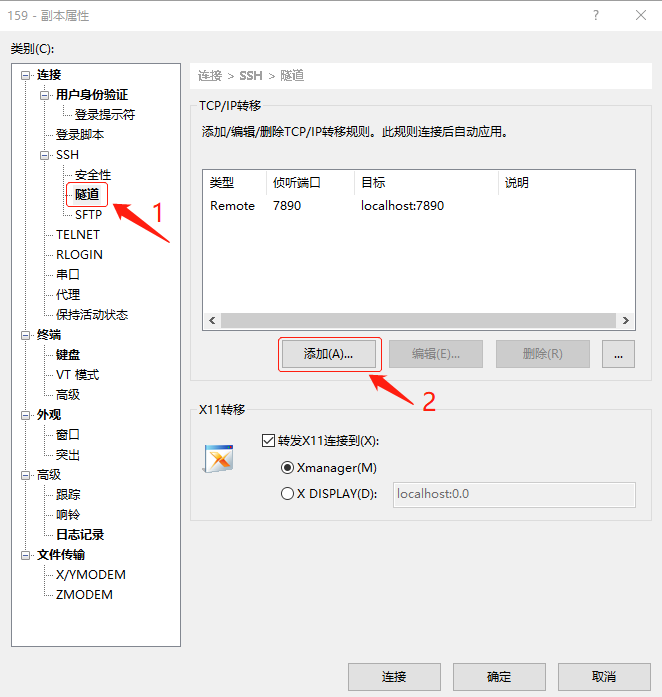 159 - 副本属性
类别(C):
连接
用户身份验证
登录提示符
登录脚本
SSH
安全性
隧道
SFTP
TELNET
RLOGIN
串口
代理
保持活动状态
终端
键盘
VT 模式
高级
外观
窗口
突出
高级
跟踪
响铃
日志记录
文件传输
X/YMODEM
ZMODEM
1
连接 > SSH > 隧道
TCP/IP转移
添加/编辑/删除TCP/IP转移规则。此规则连接后自动应用。
类型 侦听端口 目标 说明
Remote 7890 localhost:7890
添加(A)... 编辑(E)... 删除(R) ...
2
X11转移
转发X11连接到(X):
Xmanager(M)
X DISPLAY(D): localhost:0.0
连接 确定 取消